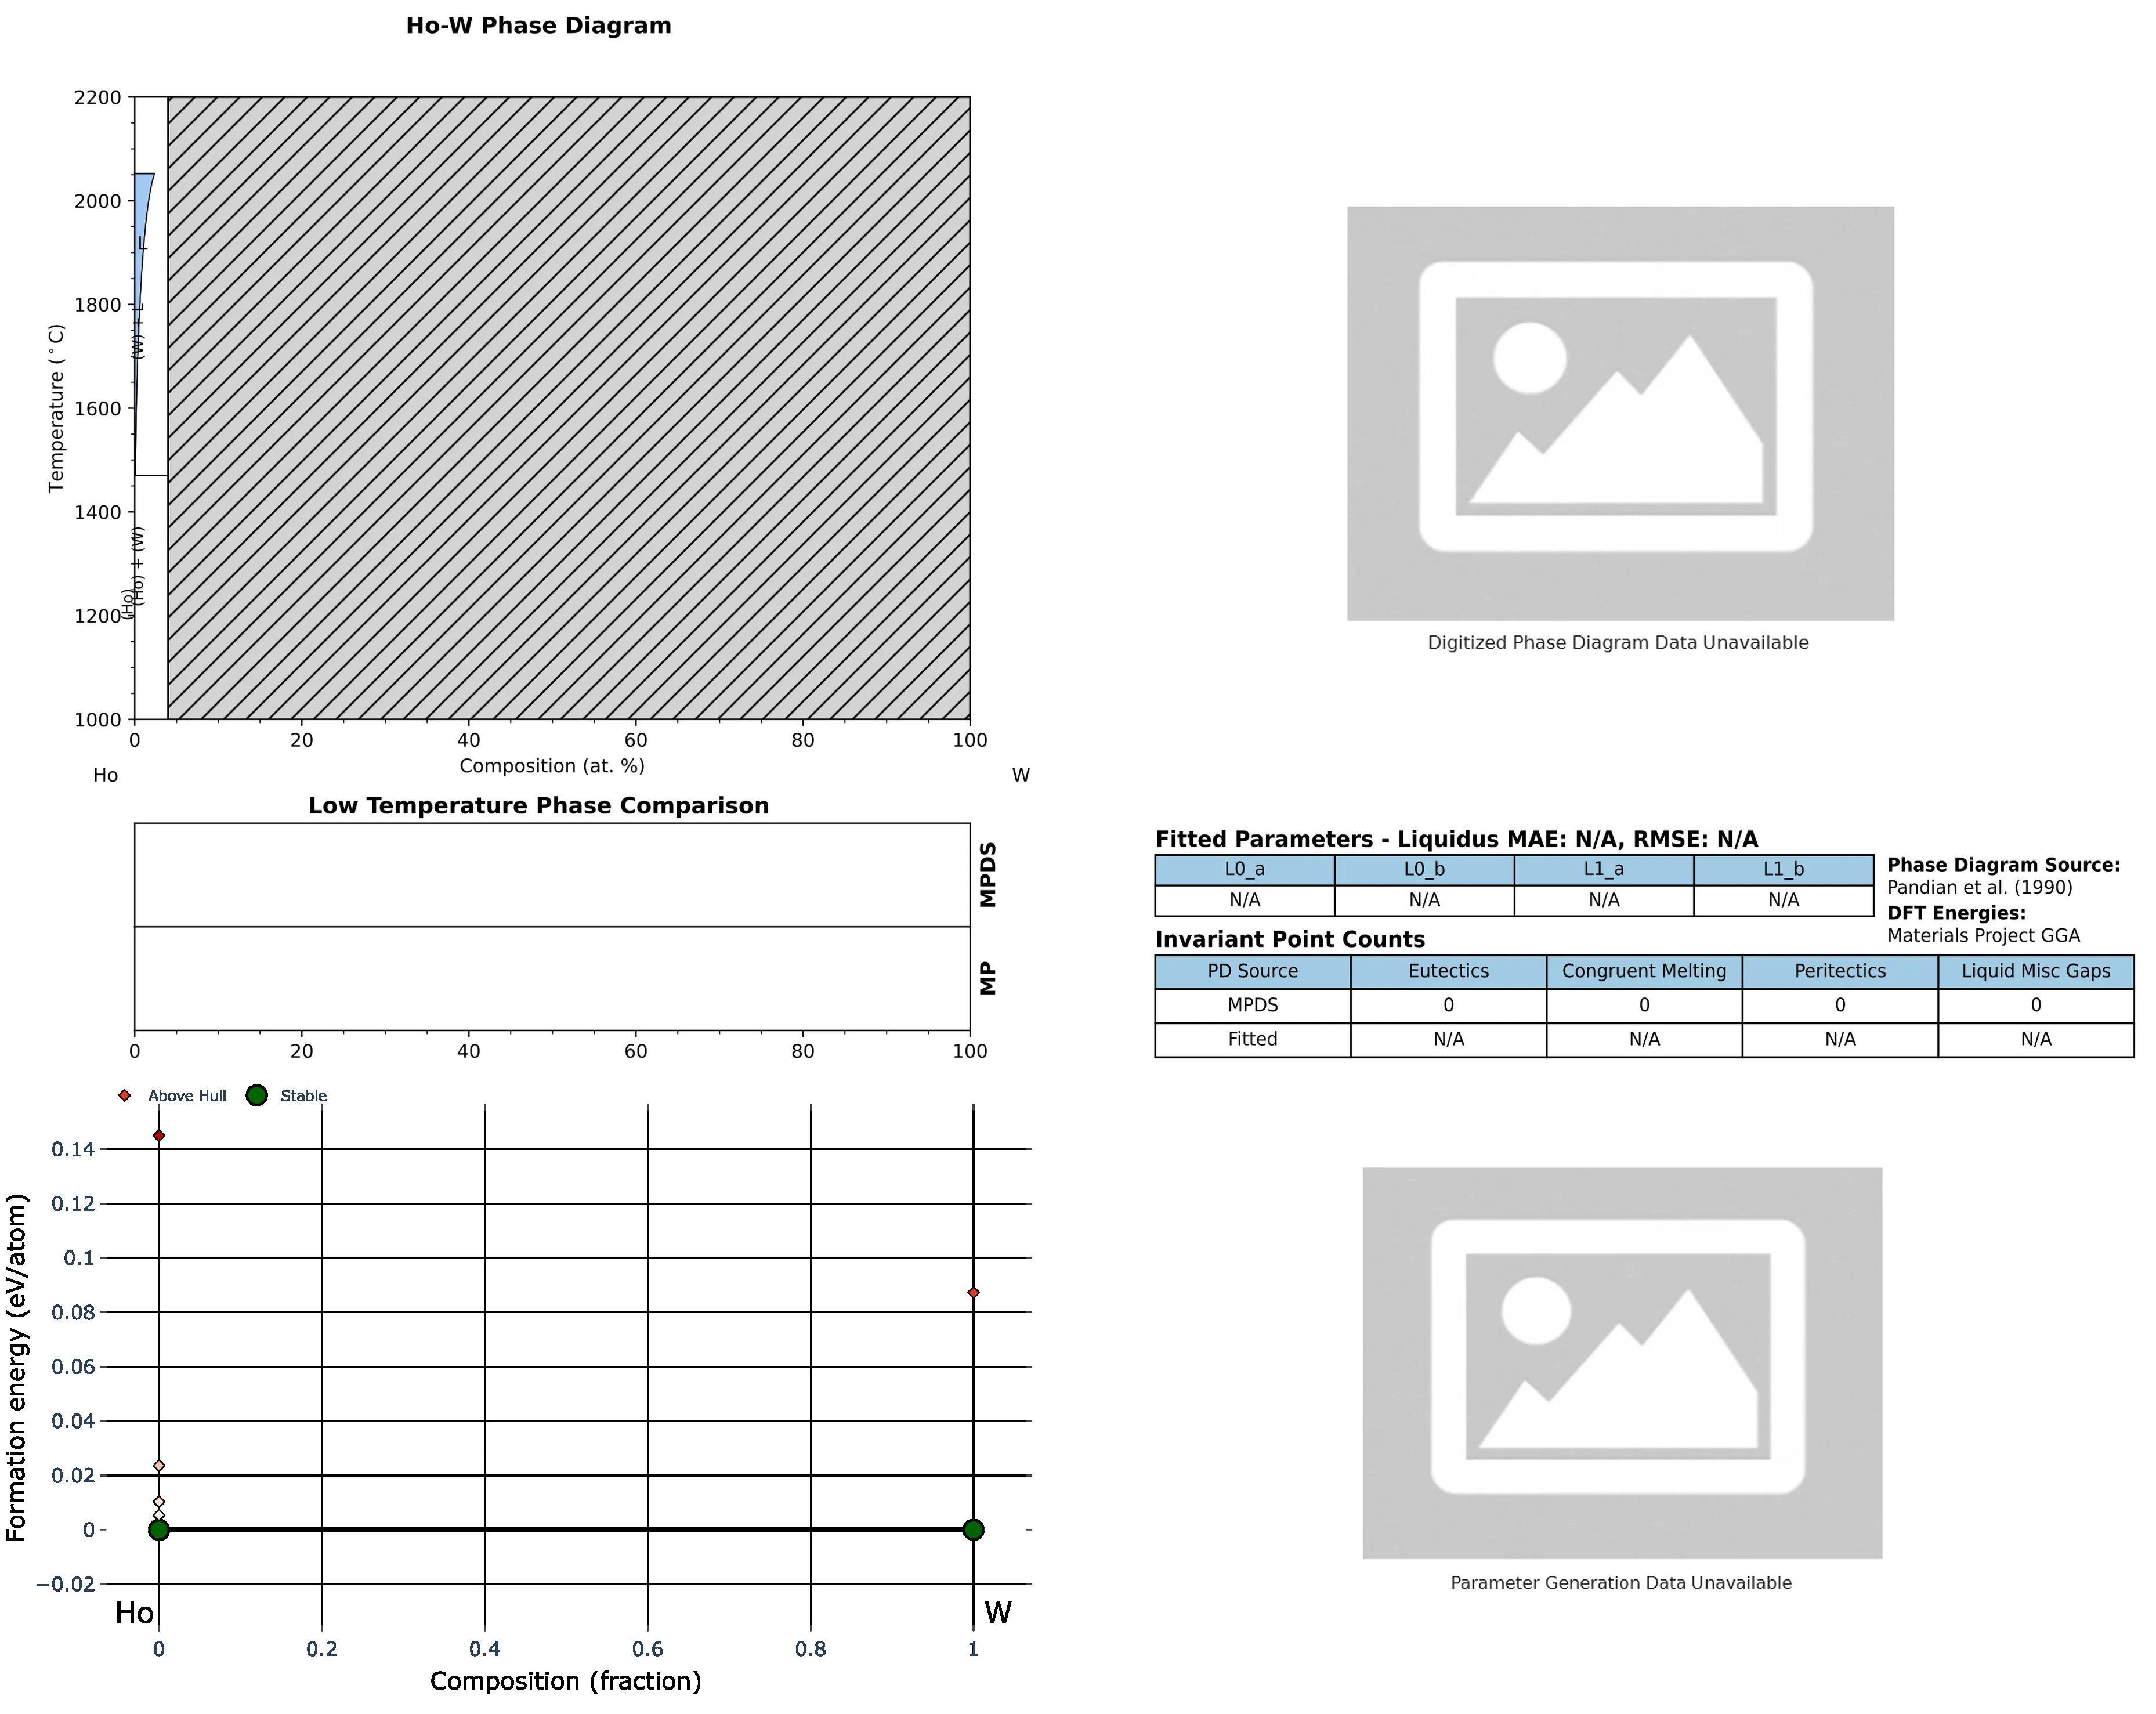 Ho-W Phase Diagram
2200
2000
1800
1600
1400
1200
1000
Temperature (°C)
L
(W) + L
(Ho) + (W)
(Ho)
0 20 40 60 80 100
Composition (at. %)
Ho W
Digitized Phase Diagram Data Unavailable
Low Temperature Phase Comparison
MPDS
MP
0 20 40 60 80 100
Fitted Parameters - Liquidus MAE: N/A, RMSE: N/A
L0_a L0_b L1_a L1_b
N/A N/A N/A N/A
Phase Diagram Source:
Pandian et al. (1990)
DFT Energies:
Materials Project GGA
Invariant Point Counts
PD Source Eutectics Congruent Melting Peritectics Liquid Misc Gaps
MPDS 0 0 0 0
Fitted N/A N/A N/A N/A
Above Hull Stable
0.14
0.12
0.1
0.08
0.06
0.04
0.02
0
−0.02
Formation energy (eV/atom)
Ho W
0 0.2 0.4 0.6 0.8 1
Composition (fraction)
Parameter Generation Data Unavailable